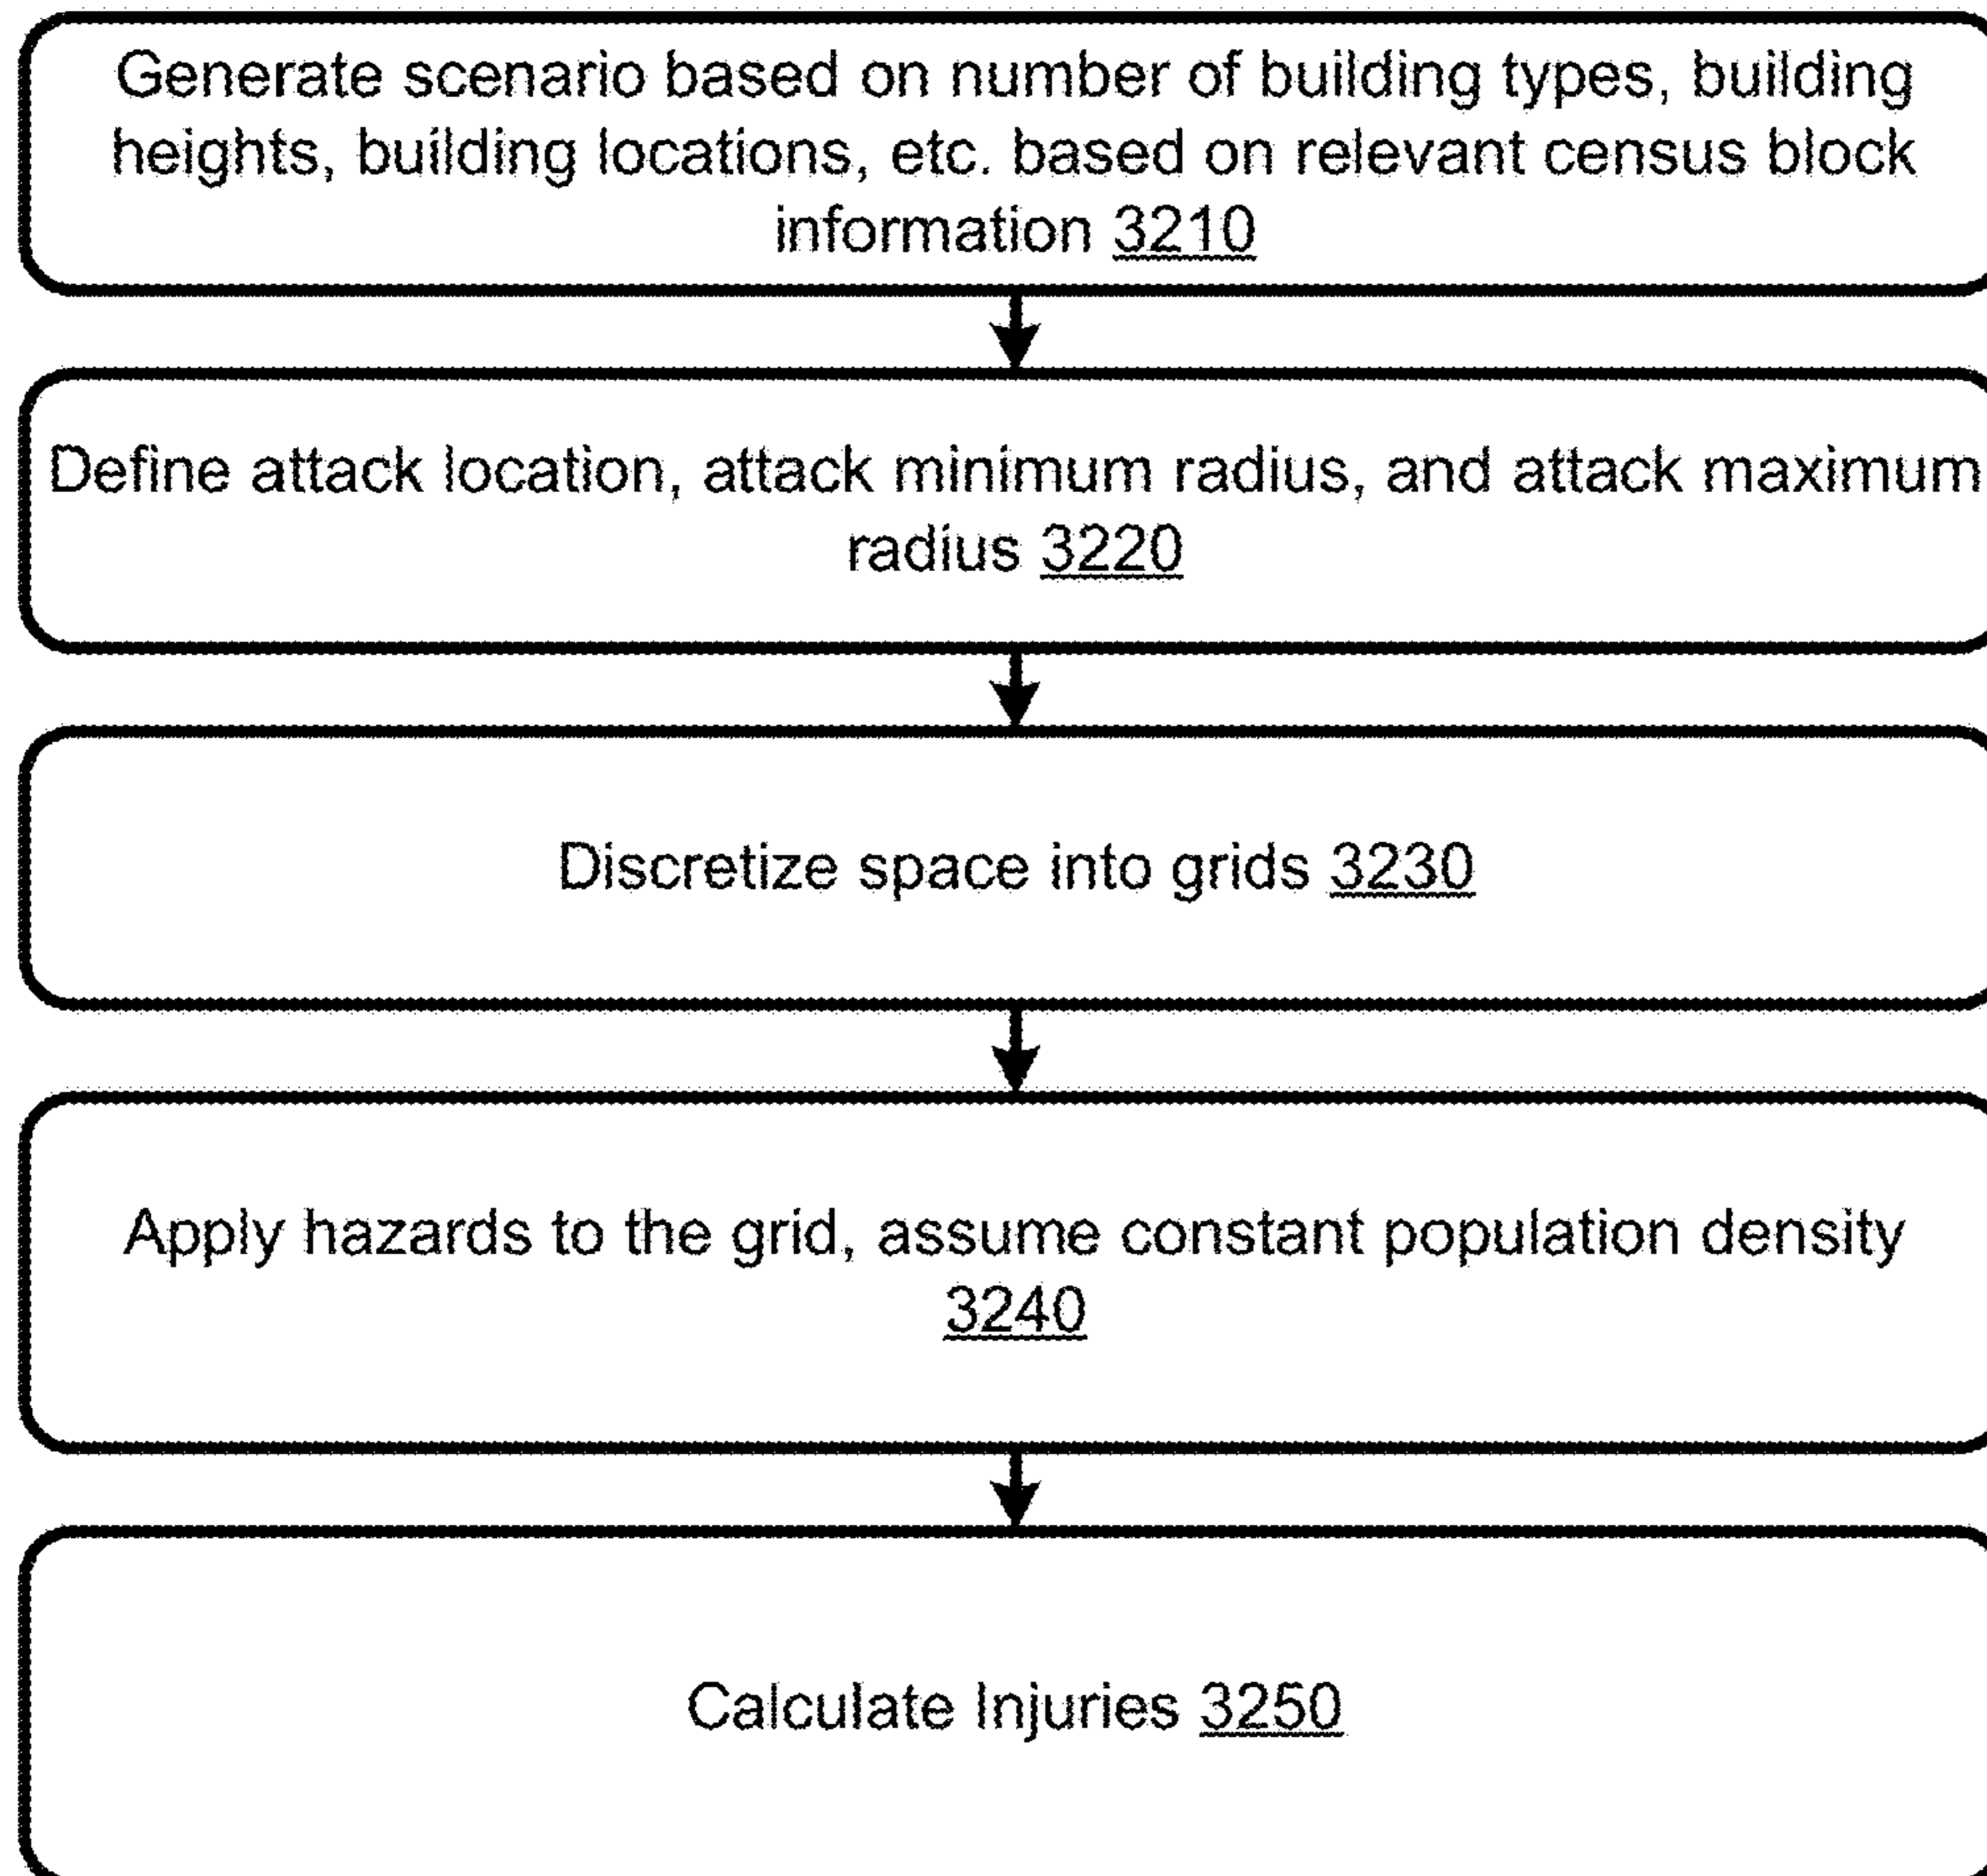 Generate scenario based on number of building types, building
heights, building locations, etc. based on relevant census block
information 3210
Define attack location, attack minimum radius, and attack maximum
radius 3220
Discretize space into grids 3230
Apply hazards to the grid, assume constant population density
3240
Calculate Injuries 3250